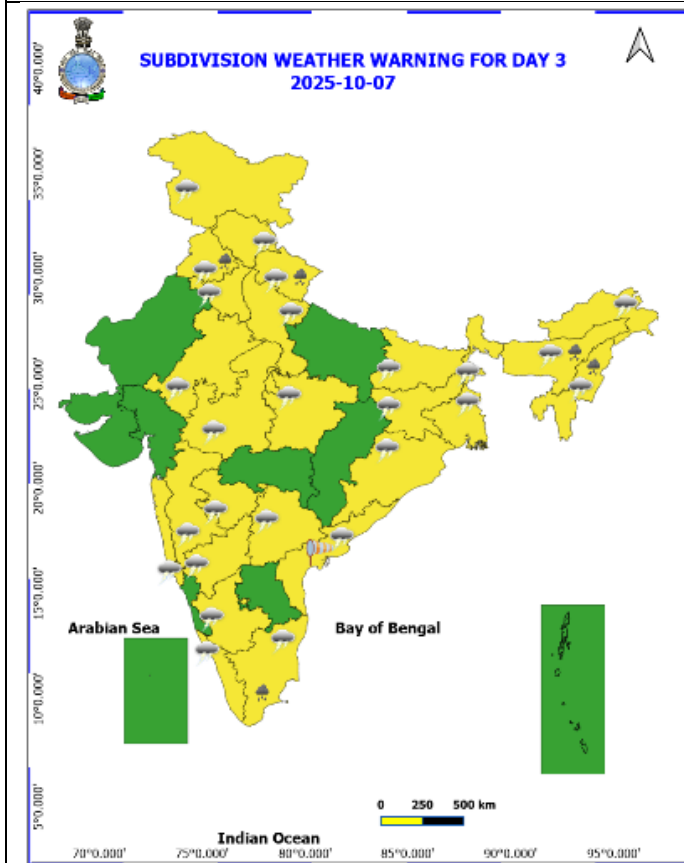 SUBDIVISION WEATHER WARNING FOR DAY 3
2025-10-07
40°0.000'
35°0.000'
30°0.000'
25°0.000'
20°0.000'
15°0.000'
10°0.000'
5°0.000'
Arabian Sea
Bay of Bengal
0 250 500 km
Indian Ocean
70°0.000' 75°0.000' 80°0.000' 85°0.000' 90°0.000' 95°0.000'